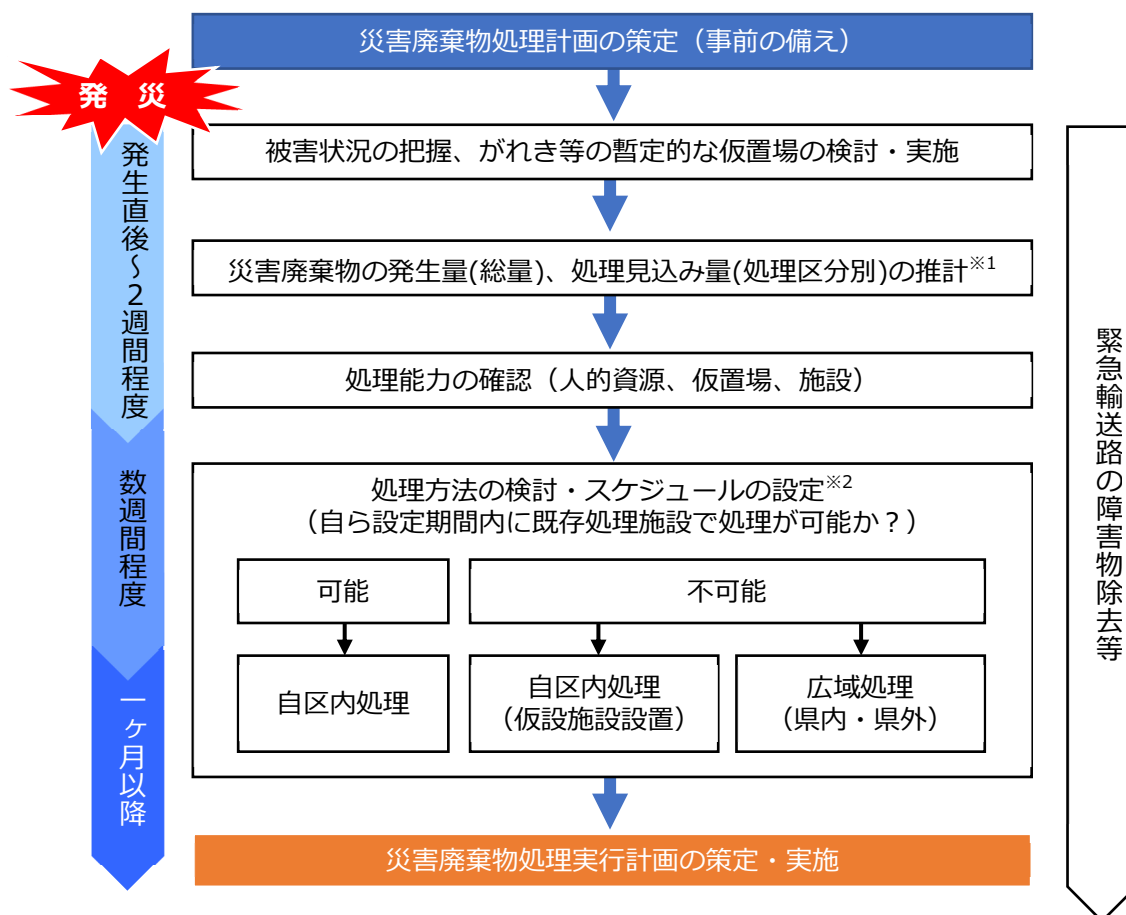 災害廃棄物処理計画の策定（事前の備え）
発　災
発生直後～2週間程度
数週間程度
一ヶ月以降
被害状況の把握、がれき等の暫定的な仮置場の検討・実施
災害廃棄物の発生量(総量)、処理見込み量(処理区分別)の推計※1
処理能力の確認（人的資源、仮置場、施設）
処理方法の検討・スケジュールの設定※2
（自ら設定期間内に既存処理施設で処理が可能か？）
可能
不可能
自区内処理
自区内処理
（仮設施設設置）
広域処理
（県内・県外）
災害廃棄物処理実行計画の策定・実施
緊急輸送路の障害物除去等